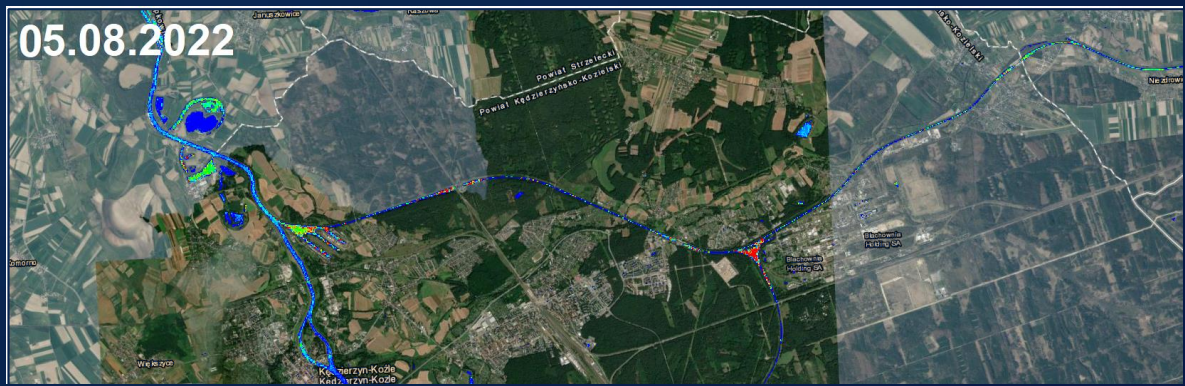 05.08.2022
Januszkowice
Powiat Strzelecki
Powiat Kędzierzyńsko-Kozielski
Blachownia
Holding SA
Blachownia
Holding SA
Większyce
Kędzierzyn-Koźle
Kędzierzyn-Koźle